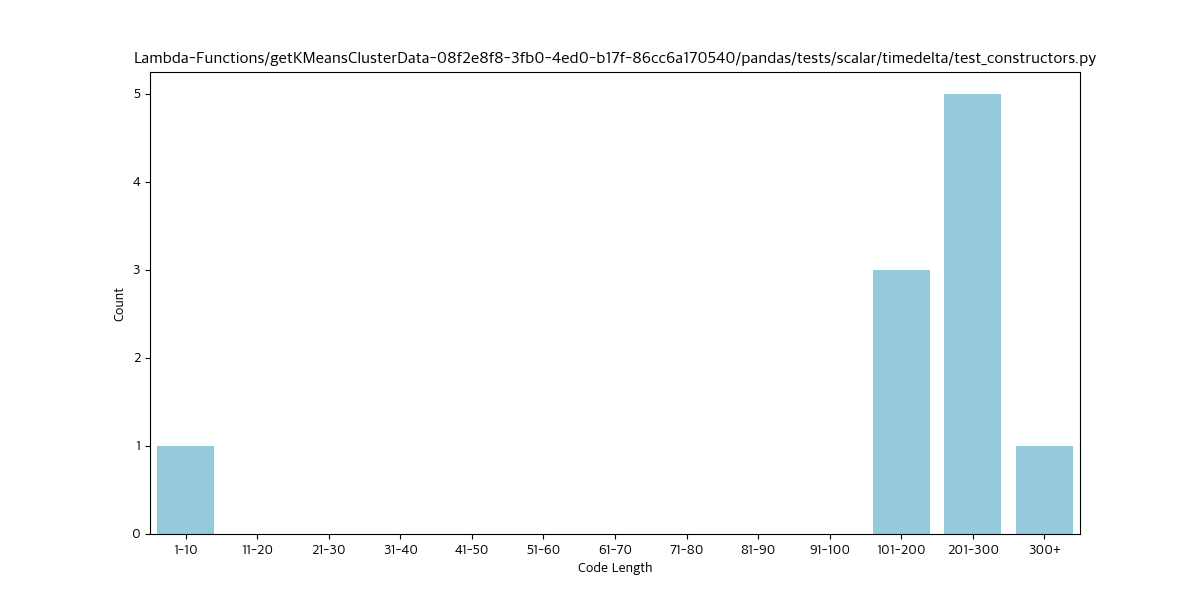 Lambda-Functions/getKMeansClusterData-08f2e8f8-3fb0-4ed0-b17f-86cc6a170540/pandas/tests/scalar/timedelta/test_constructors.py
5
4
3
2
1
0
Count
1-10 11-20 21-30 31-40 41-50 51-60 61-70 71-80 81-90 91-100 101-200 201-300 300+
Code Length